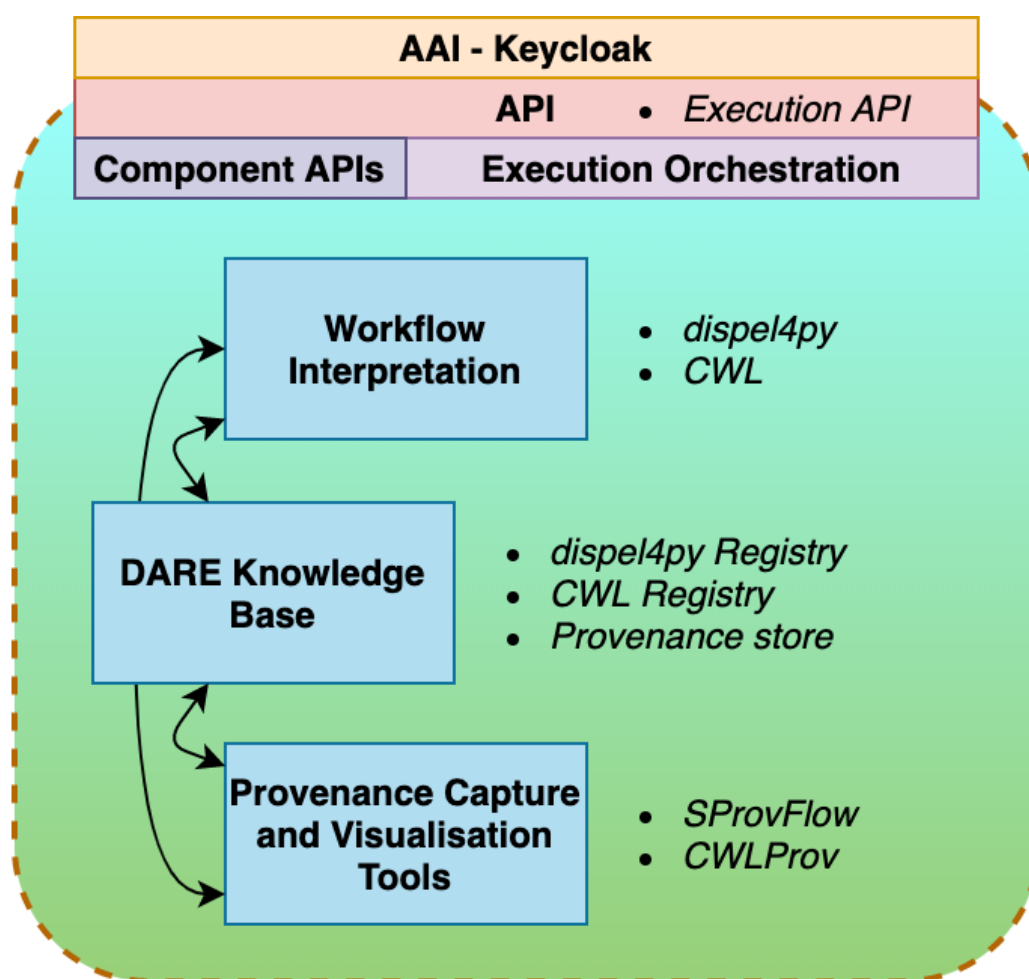 AAI - Keycloak
API • Execution API
Component APIs Execution Orchestration
Workflow
Interpretation
• dispel4py
• CWL
DARE Knowledge
Base
• dispel4py Registry
• CWL Registry
• Provenance store
Provenance Capture
and Visualisation
Tools
• SProvFlow
• CWLProv